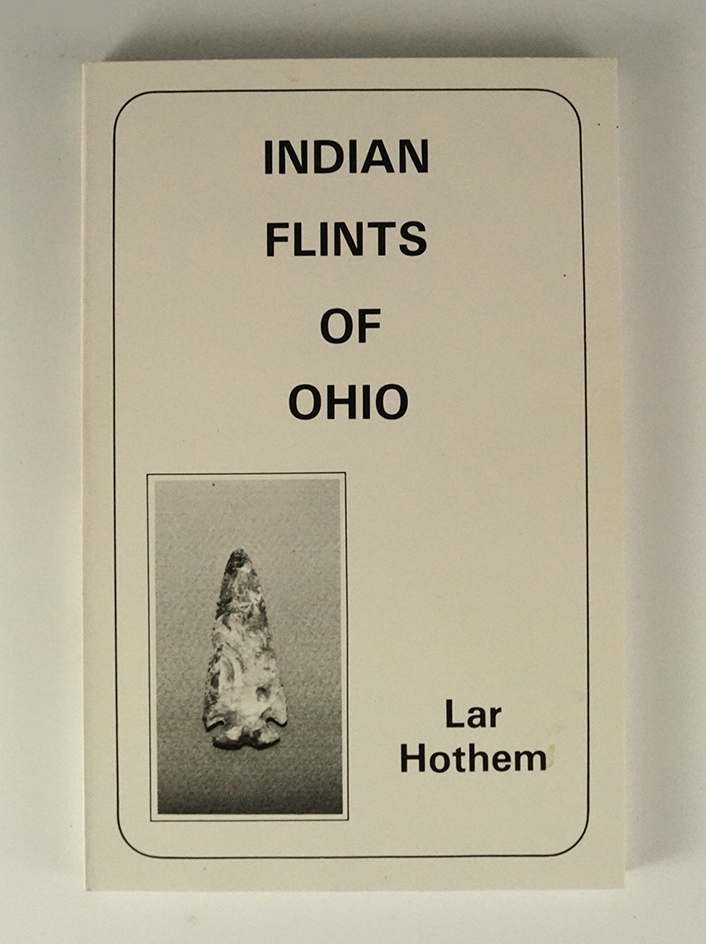 INDIAN
FLINTS
OF
OHIO
Lar
Hothem